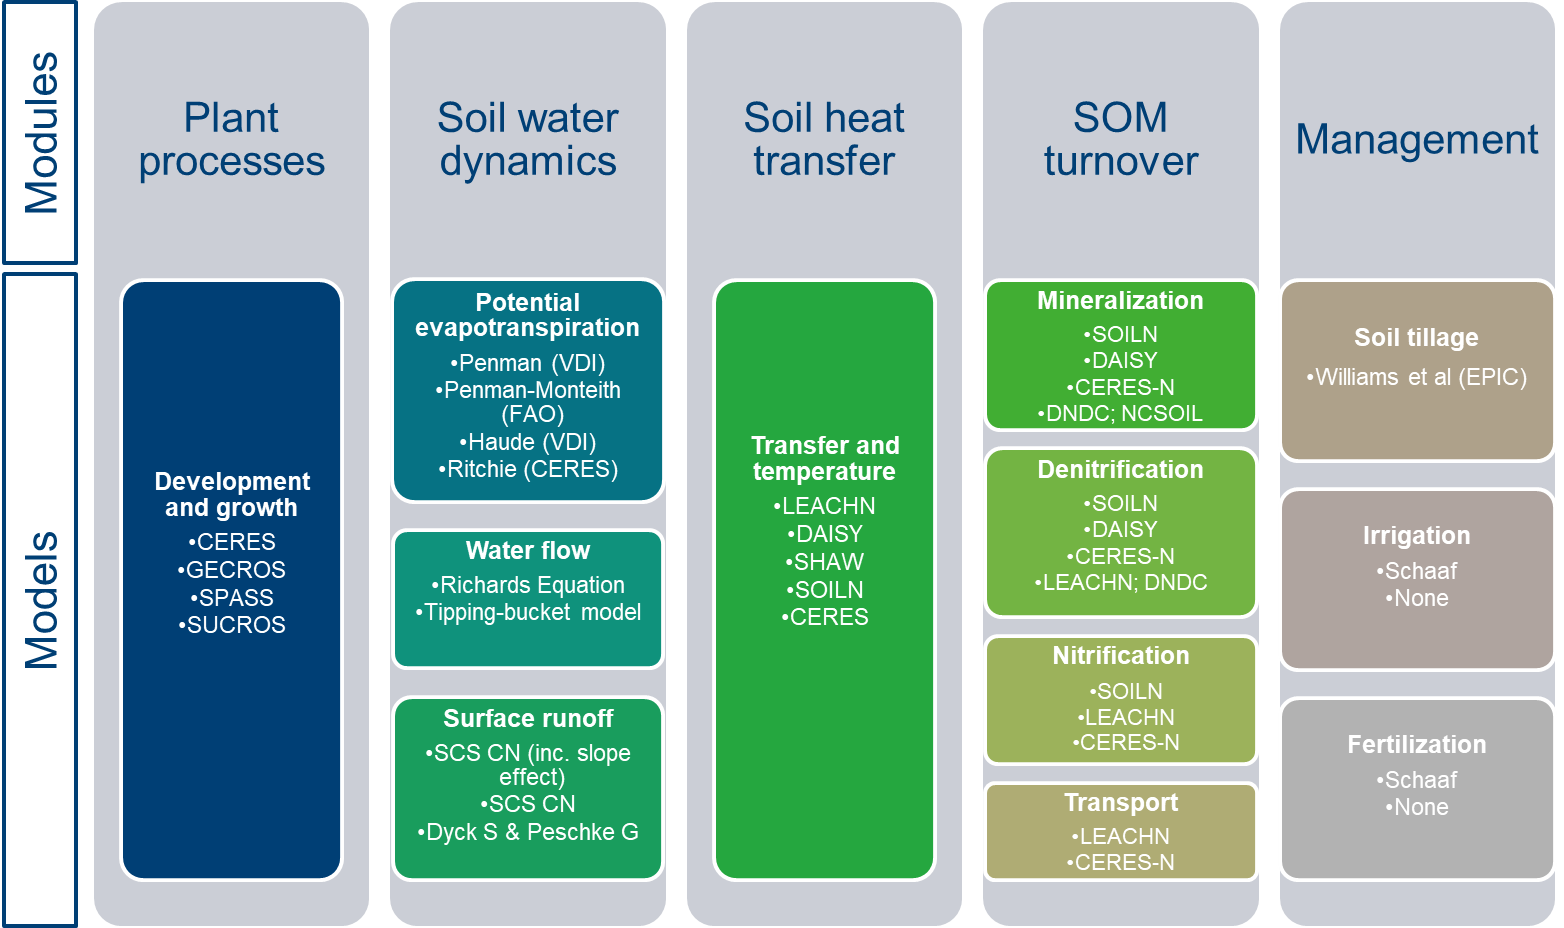 Modules
Plant
processes
Soil water
dynamics
Soil heat
transfer
SOM
turnover
Management
Models
Development
and growth
•CERES
•GECROS
•SPASS
•SUCROS
Potential
evapotranspiration
•Penman (VDI)
•Penman-Monteith
(FAO)
•Haude (VDI)
•Ritchie (CERES)
Water flow
•Richards Equation
•Tipping-bucket model
Surface runoff
•SCS CN (inc. slope
effect)
•SCS CN
•Dyck S & Peschke G
Transfer and
temperature
•LEACHN
•DAISY
•SHAW
•SOILN
•CERES
Mineralization
•SOILN
•DAISY
•CERES-N
•DNDC; NCSOIL
Denitrification
•SOILN
•DAISY
•CERES-N
•LEACHN; DNDC
Nitrification
•SOILN
•LEACHN
•CERES-N
Transport
•LEACHN
•CERES-N
Soil tillage
•Williams et al (EPIC)
Irrigation
•Schaaf
•None
Fertilization
•Schaaf
•None